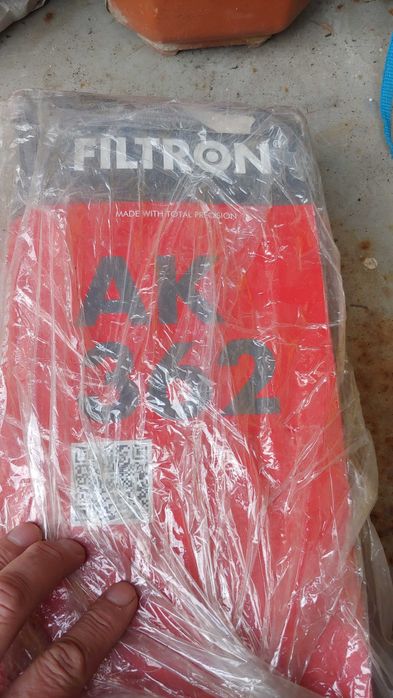 FILTRON®
MADE WITH TOTAL PRECISION
AK
362